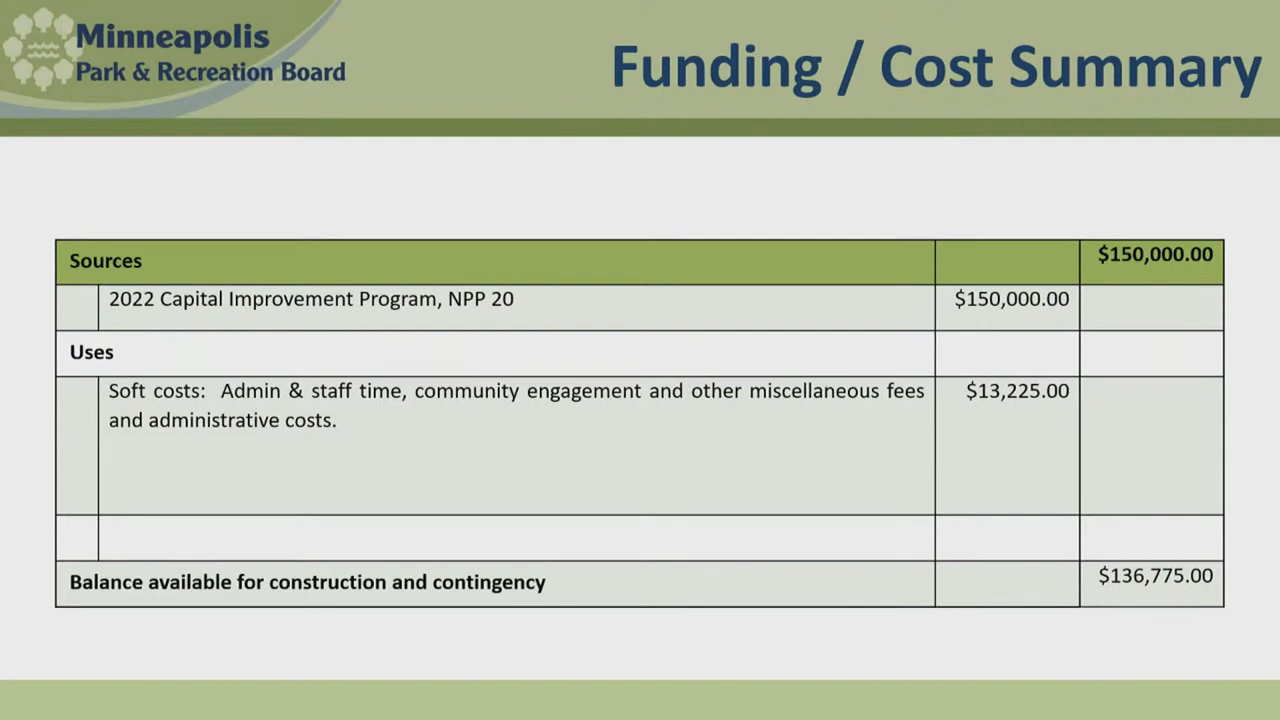 Minneapolis
Park & Recreation Board
Funding / Cost Summary
Sources $150,000.00
2022 Capital Improvement Program, NPP 20 $150,000.00
Uses
Soft costs: Admin & staff time, community engagement and other miscellaneous fees $13,225.00
and administrative costs.
Balance available for construction and contingency $136,775.00